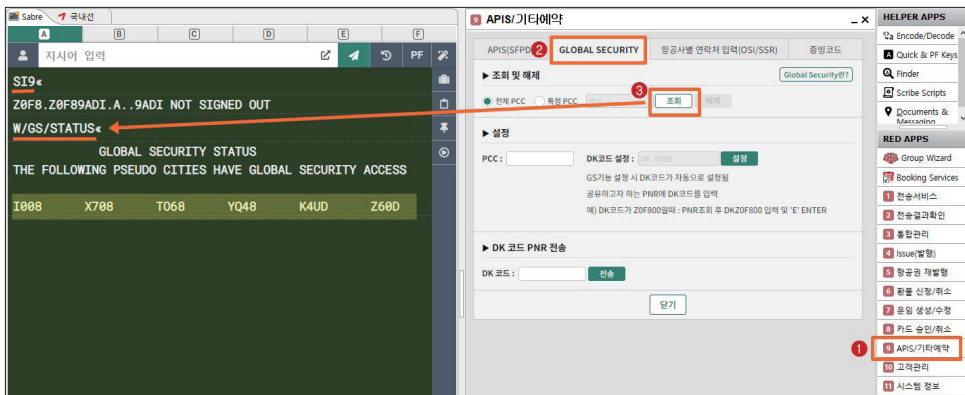 Sabre
국내선
A B C D E F
지시어 입력
PF
SI9«
Z0F8.Z0F89ADI.A..9ADI NOT SIGNED OUT
W/GS/STATUS«
GLOBAL SECURITY STATUS
THE FOLLOWING PSEUDO CITIES HAVE GLOBAL SECURITY ACCESS
I008 X708 T068 YQ48 K4UD Z60D
9 APIS/기타예약
_ ×
APIS(SFPD
2
GLOBAL SECURITY
항공사별 연락처 입력(OSI/SSR)
증빙코드
▶ 조회 및 해제
Global Security란?
3
전체 PCC
특정 PCC
조회
해제
▶ 설정
PCC :
DK코드 설정 :
DK CODE
설정
GS기능 설정 시 DK코드가 자동으로 설정됨
공유하고자 하는 PNR에 DK코드를 입력
예) DK코드가 Z0F800일때 : PNR조회 후 DKZ0F800 입력 및 'E' ENTER
▶ DK 코드 PNR 전송
DK 코드 :
전송
닫기
HELPER APPS
Encode/Decode
Quick & PF Keys
Finder
Scribe Scripts
Documents &
Messaging
RED APPS
Group Wizard
Booking Services
1 전송서비스
2 전송결과확인
3 통합관리
4 Issue(발행)
5 항공권 재발행
6 환불 신청/취소
7 운임 생성/수정
8 카드 승인/취소
1
9 APIS/기타예약
10 고객관리
11 시스템 정보